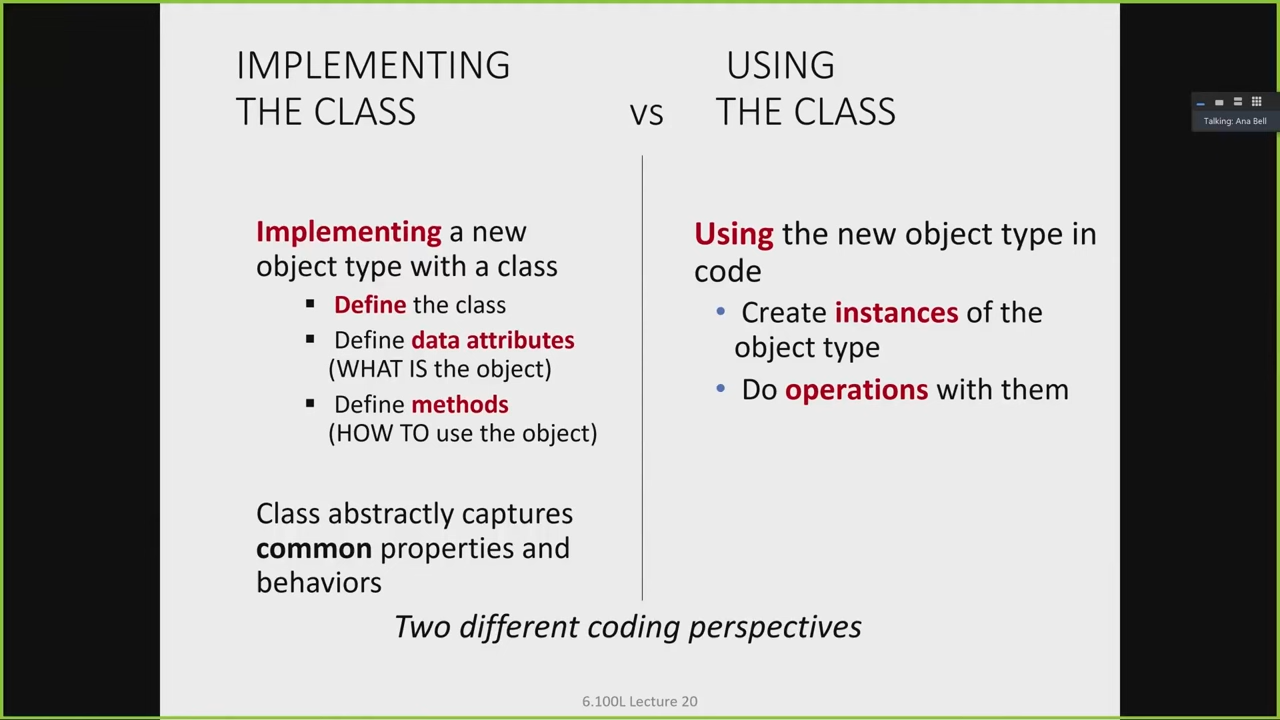 IMPLEMENTING
THE CLASS
vs
USING
THE CLASS
Implementing a new
object type with a class
Define the class
Define data attributes
(WHAT IS the object)
Define methods
(HOW TO use the object)
Class abstractly captures
common properties and
behaviors
Using the new object type in
code
Create instances of the
object type
Do operations with them
Two different coding perspectives
6.100L Lecture 20
Talking: Ana Bell